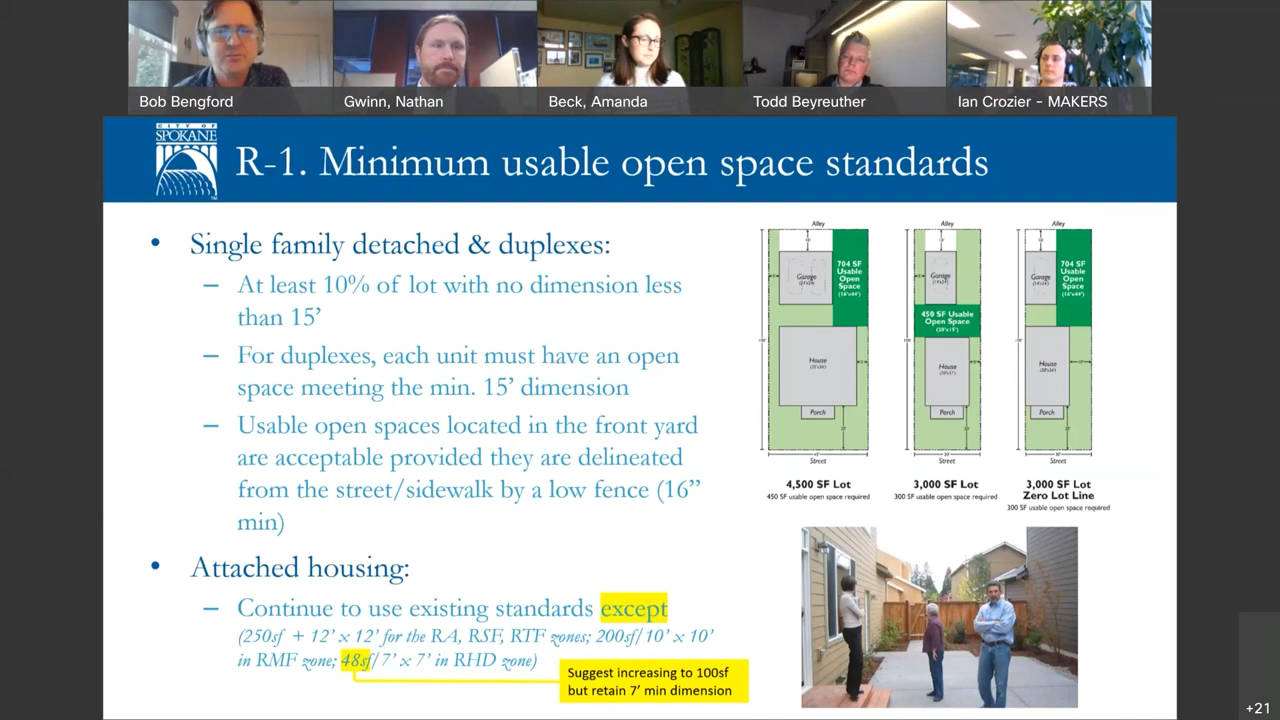 Bob Bengford
Gwinn, Nathan
Beck, Amanda
Todd Beyreuther
Ian Crozier - MAKERS
CITY OF
SPOKANE
R-1. Minimum usable open space standards
• Single family detached & duplexes:
– At least 10% of lot with no dimension less
than 15’
– For duplexes, each unit must have an open
space meeting the min. 15’ dimension
– Usable open spaces located in the front yard
are acceptable provided they are delineated
from the street/sidewalk by a low fence (16”
min)
• Attached housing:
– Continue to use existing standards except
(250sf + 12’ x 12’ for the RA, RSF, RTF zones; 200sf/10’ x 10’
in RMF zone; 48sf/7’ x 7’ in RHD zone)
Suggest increasing to 100sf
but retain 7’ min dimension
Alley
Garage
704 SF
Usable
Open
Space
(16'x44')
House
Porch
Street
4,500 SF Lot
450 SF usable open space required
Alley
Garage
450 SF Usable
Open Space
House
Porch
Street
3,000 SF Lot
300 SF usable open space required
Alley
Garage
704 SF
Usable
Open
Space
(16'x44')
House
Porch
Street
3,000 SF Lot
Zero Lot Line
300 SF usable open space required
+21